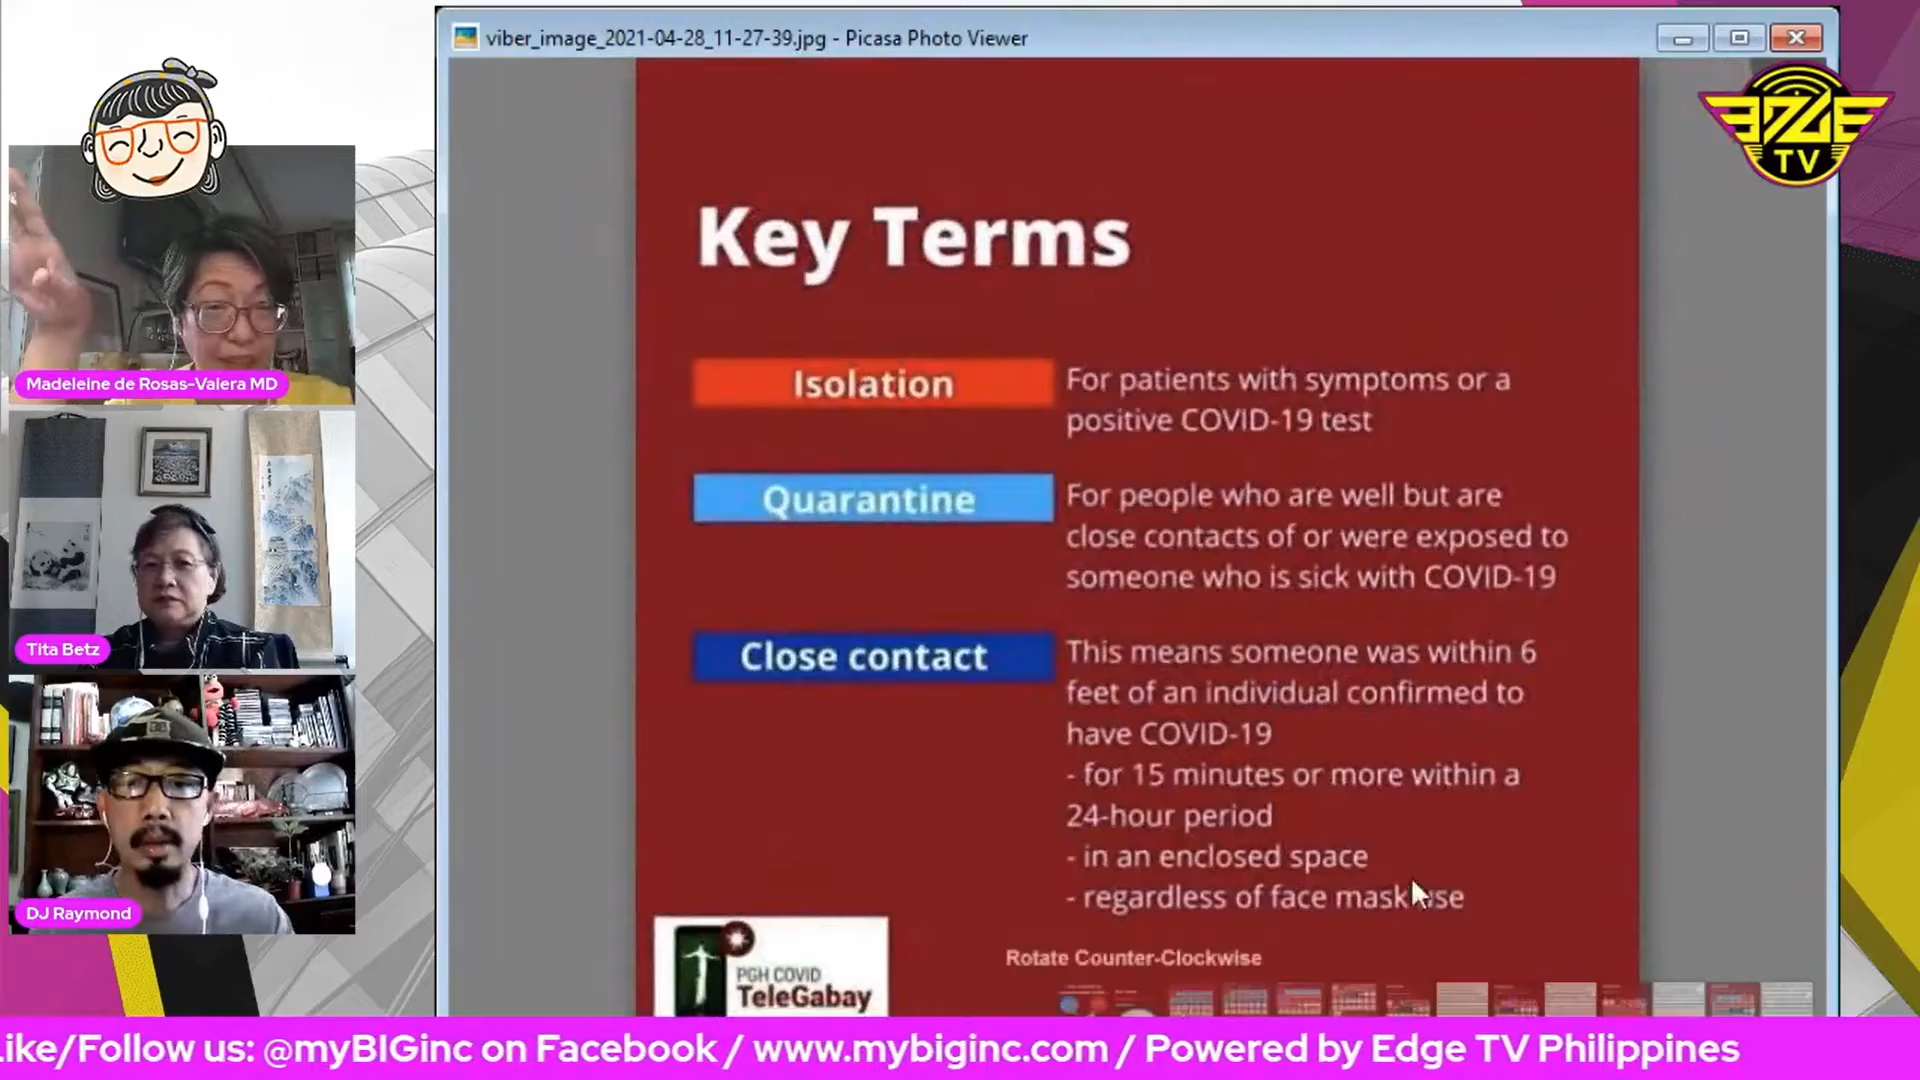 viber_image_2021-04-28_11-27-39.jpg - Picasa Photo Viewer
EDGE
TV
Key Terms
Isolation
For patients with symptoms or a
positive COVID-19 test
Quarantine
For people who are well but are
close contacts of or were exposed to
someone who is sick with COVID-19
Close contact
This means someone was within 6
feet of an individual confirmed to
have COVID-19
- for 15 minutes or more within a
24-hour period
- in an enclosed space
- regardless of face mask use
PGH COVID
TeleGabay
Rotate Counter-Clockwise
Madeleine de Rosas-Valera MD
Tita Betz
DJ Raymond
Like/Follow us: @myBIGinc on Facebook / www.mybiginc.com / Powered by Edge TV Philippines